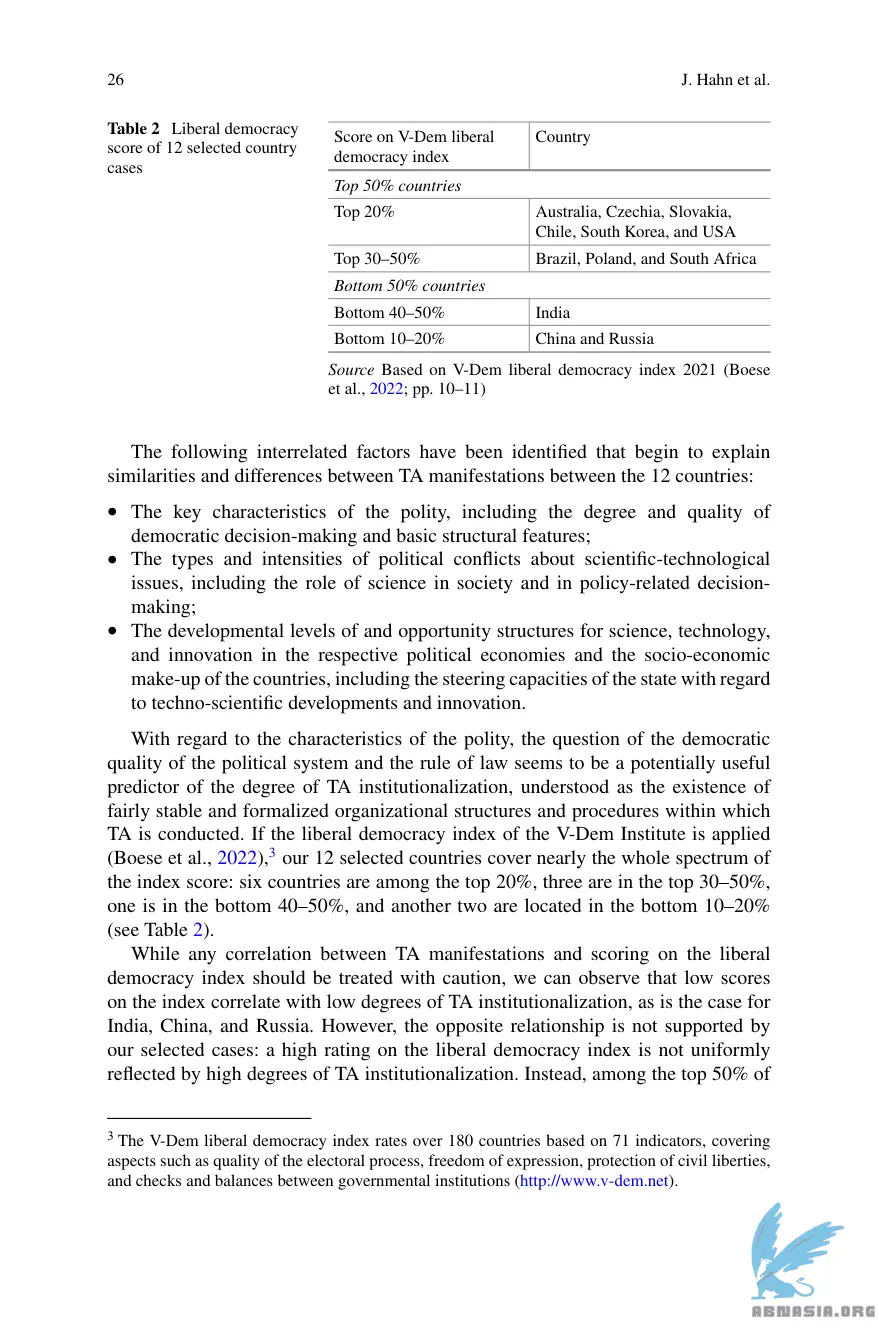 26
J. Hahn et al.
Table 2 Liberal democracy
score of 12 selected country
cases
Score on V-Dem liberal
democracy index
Country
Top 50% countries
Top 20%
Australia, Czechia, Slovakia,
Chile, South Korea, and USA
Top 30–50%
Brazil, Poland, and South Africa
Bottom 50% countries
Bottom 40–50%
India
Bottom 10–20%
China and Russia
Source Based on V-Dem liberal democracy index 2021 (Boese
et al., 2022; pp. 10–11)
The following interrelated factors have been identified that begin to explain
similarities and differences between TA manifestations between the 12 countries:
• The key characteristics of the polity, including the degree and quality of
democratic decision-making and basic structural features;
• The types and intensities of political conflicts about scientific-technological
issues, including the role of science in society and in policy-related decision-
making;
• The developmental levels of and opportunity structures for science, technology,
and innovation in the respective political economies and the socio-economic
make-up of the countries, including the steering capacities of the state with regard
to techno-scientific developments and innovation.
With regard to the characteristics of the polity, the question of the democratic
quality of the political system and the rule of law seems to be a potentially useful
predictor of the degree of TA institutionalization, understood as the existence of
fairly stable and formalized organizational structures and procedures within which
TA is conducted. If the liberal democracy index of the V-Dem Institute is applied
(Boese et al., 2022),3 our 12 selected countries cover nearly the whole spectrum of
the index score: six countries are among the top 20%, three are in the top 30–50%,
one is in the bottom 40–50%, and another two are located in the bottom 10–20%
(see Table 2).
While any correlation between TA manifestations and scoring on the liberal
democracy index should be treated with caution, we can observe that low scores
on the index correlate with low degrees of TA institutionalization, as is the case for
India, China, and Russia. However, the opposite relationship is not supported by
our selected cases: a high rating on the liberal democracy index is not uniformly
reflected by high degrees of TA institutionalization. Instead, among the top 50% of
3 The V-Dem liberal democracy index rates over 180 countries based on 71 indicators, covering
aspects such as quality of the electoral process, freedom of expression, protection of civil liberties,
and checks and balances between governmental institutions (http://www.v-dem.net).
ABNASIA.ORG